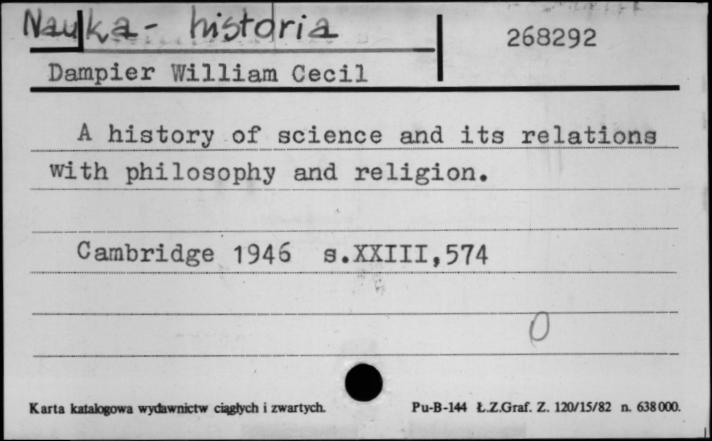 Nauka - historia
268292
Dampier William Cecil
A history of science and its relations
with philosophy and religion.
Cambridge 1946 s.XXIII,574
0
Karta katalogowa wydawnictw ciągłych i zwartych.
Pu-B-144 Ł.Z.Graf. Z. 120/15/82 n. 638000.